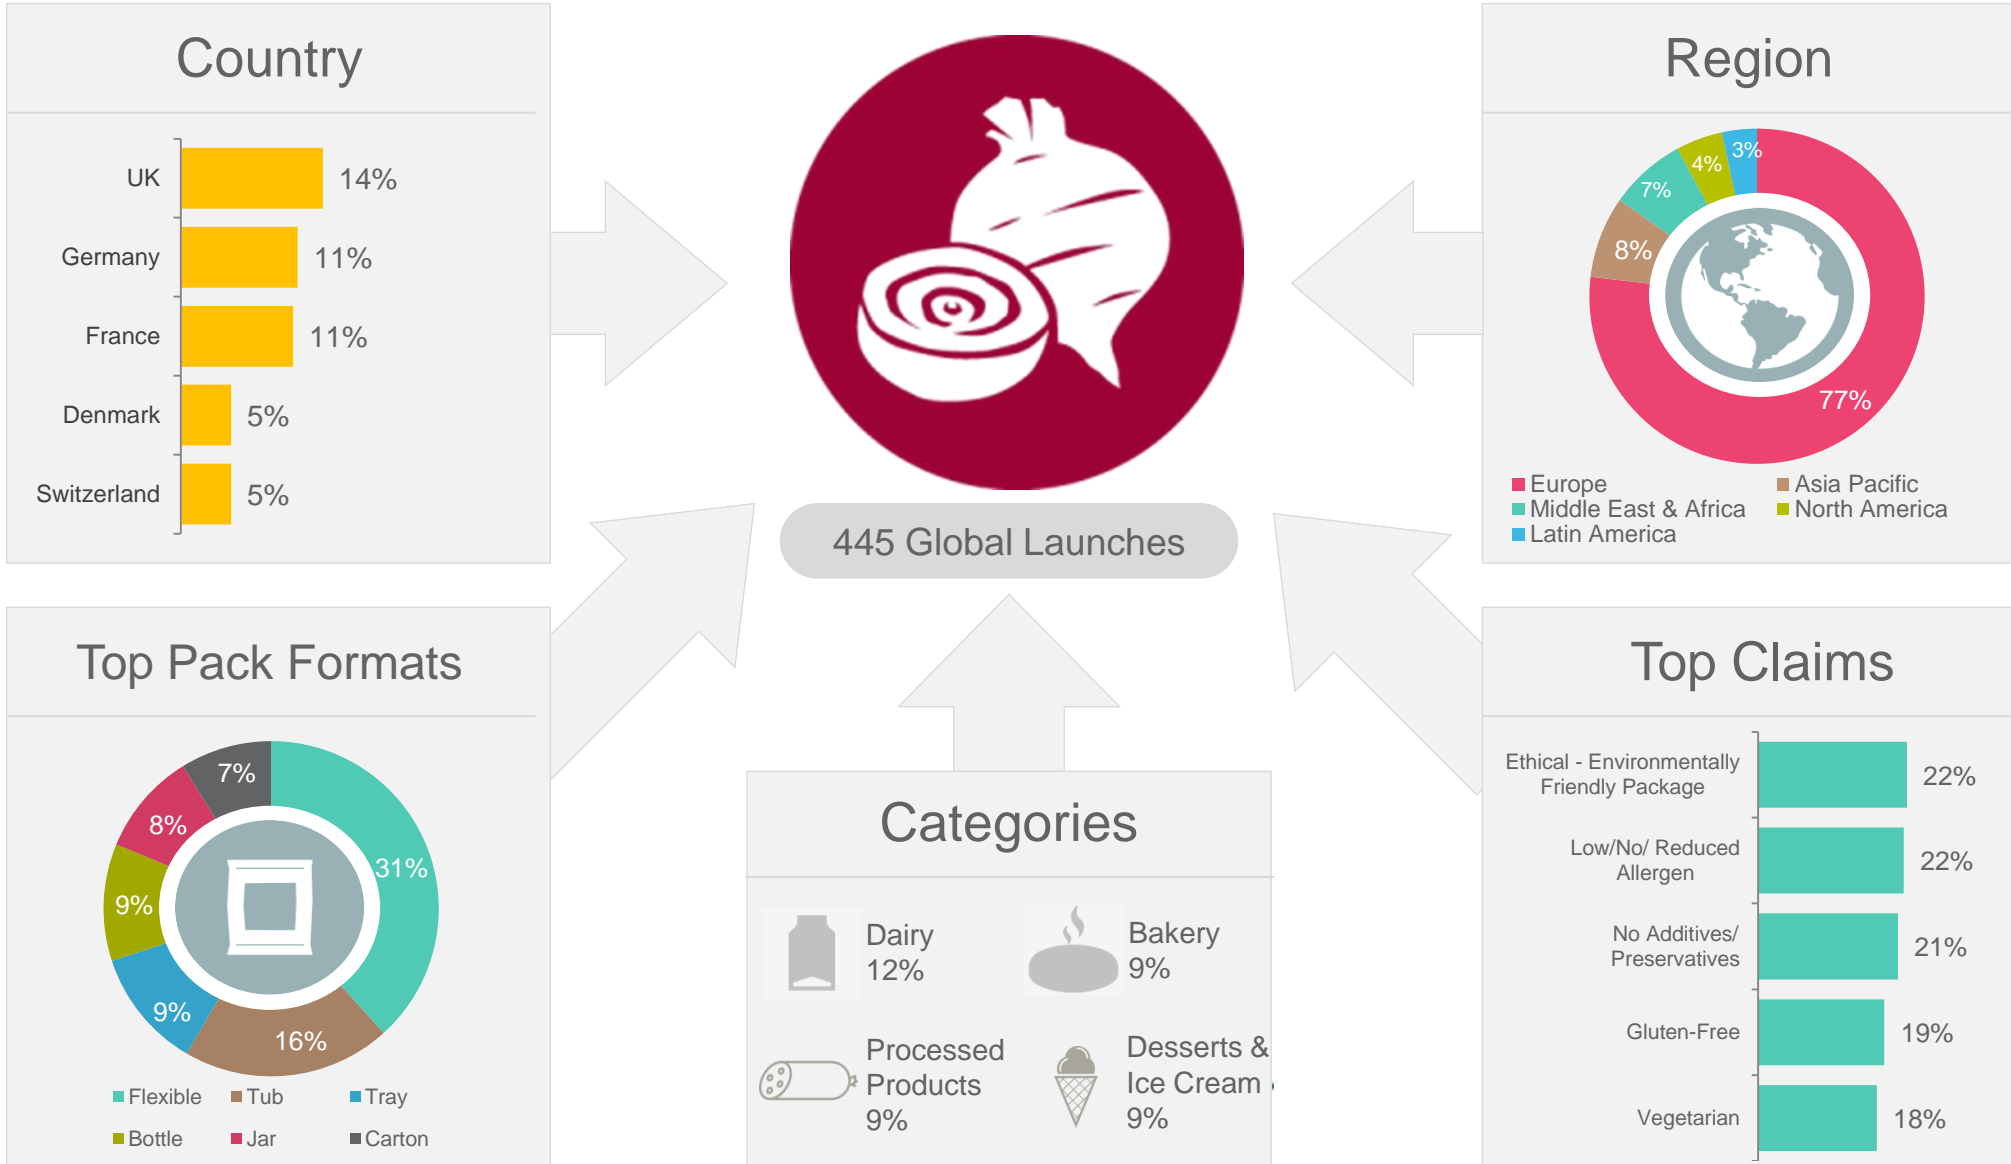 Country
UK
14%
Germany
11%
France
11%
Denmark
5%
Switzerland
5%
445 Global Launches
Region
3%
4%
7%
8%
77%
Europe
Asia Pacific
Middle East & Africa
North America
Latin America
Top Pack Formats
7%
8%
31%
9%
9%
16%
Flexible
Tub
Tray
Bottle
Jar
Carton
Categories
Dairy
12%
Bakery
9%
Processed
Products
9%
Desserts &
Ice Cream
9%
Top Claims
Ethical - Environmentally
Friendly Package
22%
Low/No/ Reduced
Allergen
22%
No Additives/
Preservatives
21%
Gluten-Free
19%
Vegetarian
18%